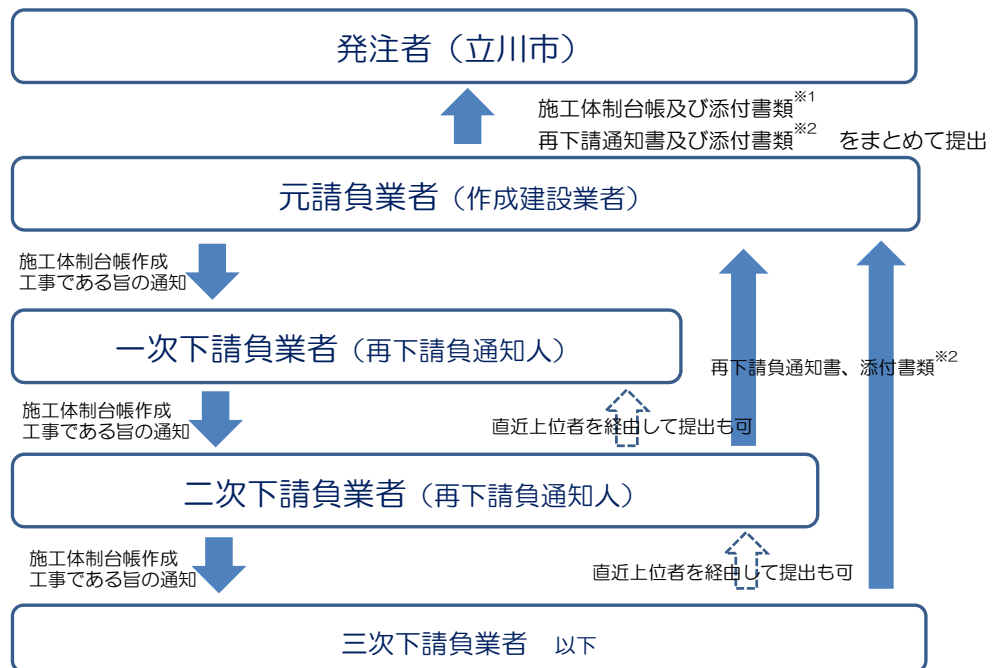 発注者（立川市）
施工体制台帳及び添付書類※1
再下請通知書及び添付書類※2　をまとめて提出
元請負業者（作成建設業者）
施工体制台帳作成
工事である旨の通知
一次下請負業者（再下請負通知人）
再下請負通知書、添付書類※2
施工体制台帳作成
工事である旨の通知
直近上位者を経由して提出も可
二次下請負業者（再下請負通知人）
施工体制台帳作成
工事である旨の通知
直近上位者を経由して提出も可
三次下請負業者　以下